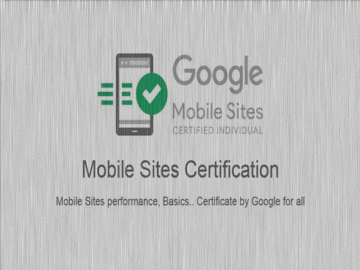 Google
Mobile Sites
CERTIFIED INDIVIDUAL
Mobile Sites Certification
Mobile Sites performance, Basics.. Certificate by Google for all